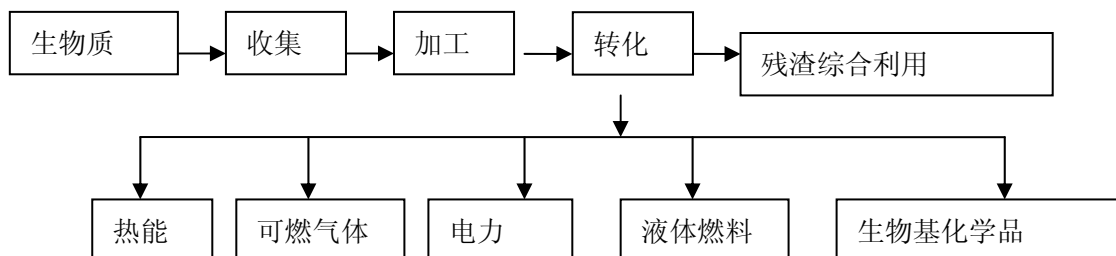 生物质 收集 加工 转化 残渣综合利用
热能 可燃气体 电力 液体燃料 生物基化学品